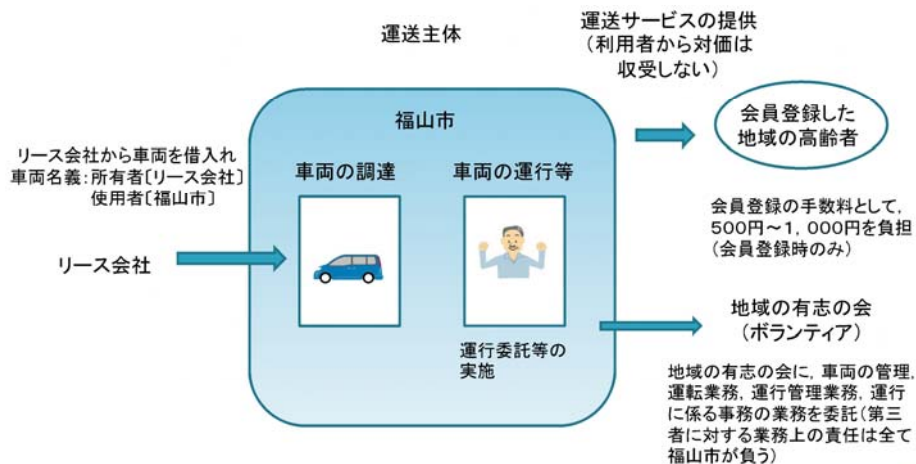 運送主体
運送サービスの提供
（利用者から対価は
収受しない）
福山市
会員登録した
地域の高齢者
リース会社から車両を借入れ
車両名義：所有者〔リース会社〕
使用者〔福山市〕
車両の調達
車両の運行等
会員登録の手数料として，
500円～1，000円を負担
（会員登録時のみ）
リース会社
地域の有志の会
（ボランティア）
運行委託等の
実施
地域の有志の会に，車両の管理，
運転業務，運行管理業務，運行
に係る事務の業務を委託（第三
者に対する業務上の責任は全て
福山市が負う）